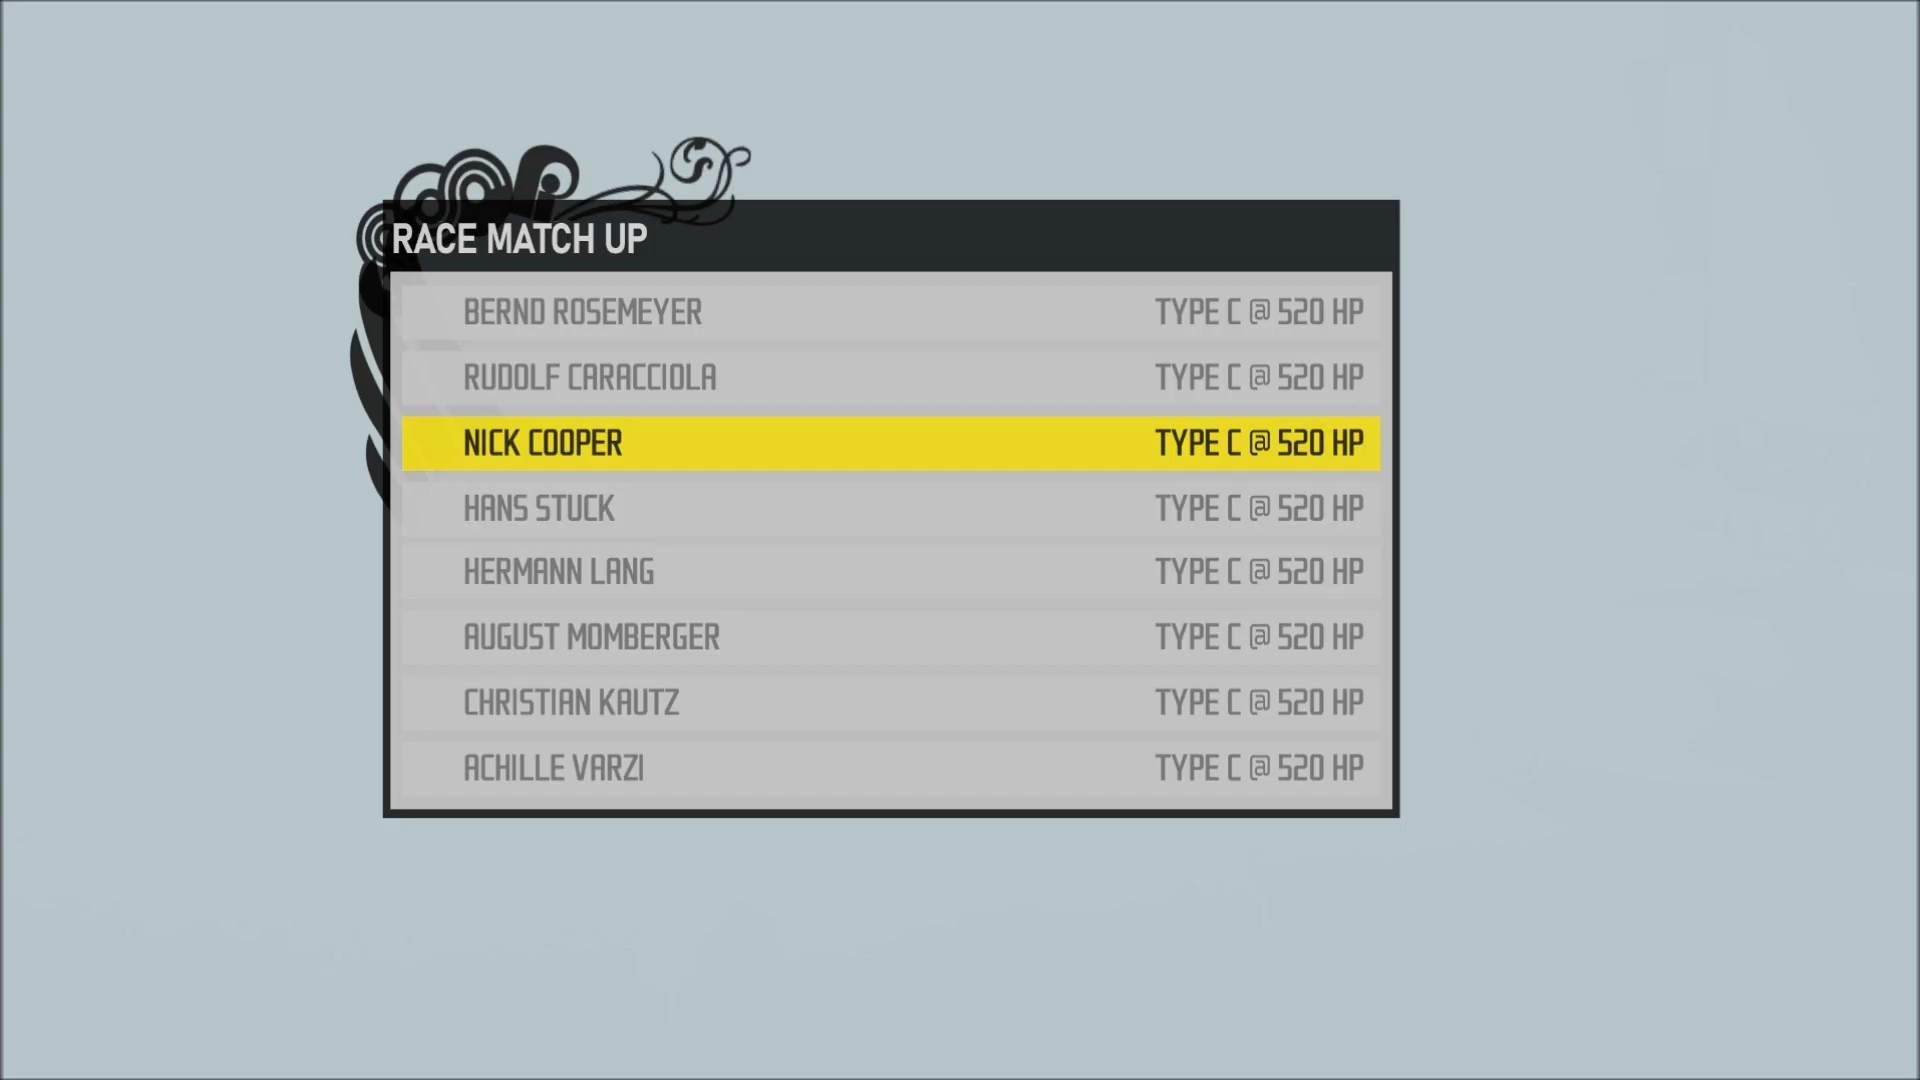 RACE MATCH UP
BERND ROSEMEYER TYPE C @ 520 HP
RUDOLF CARACCIOLA TYPE C @ 520 HP
NICK COOPER TYPE C @ 520 HP
HANS STUCK TYPE C @ 520 HP
HERMANN LANG TYPE C @ 520 HP
AUGUST MOMBERGER TYPE C @ 520 HP
CHRISTIAN KAUTZ TYPE C @ 520 HP
ACHILLE VARZI TYPE C @ 520 HP